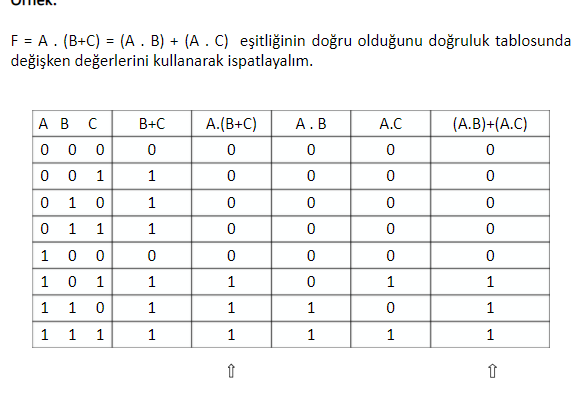 Örnek:
F = A . (B+C) = (A . B) + (A . C) eşitliğinin doğru olduğunu doğruluk tablosunda
değişken değerlerini kullanarak ispatlayalım.
A B C B+C A.(B+C) A . B A.C (A.B)+(A.C)
0 0 0 0 0 0 0 0
0 0 1 1 0 0 0 0
0 1 0 1 0 0 0 0
0 1 1 1 0 0 0 0
1 0 0 0 0 0 0 0
1 0 1 1 1 0 1 1
1 1 0 1 1 1 0 1
1 1 1 1 1 1 1 1
⇧ ⇧